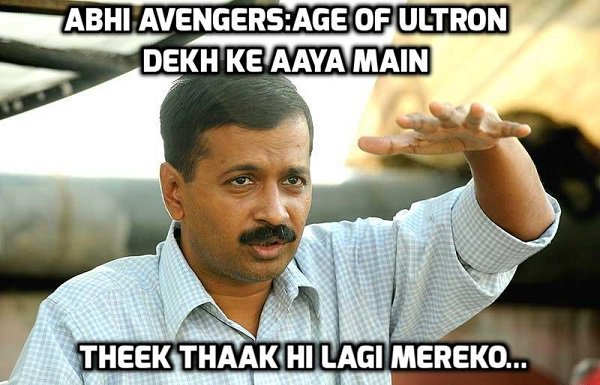 ABHI AVENGERS:AGE OF ULTRON
DEKH KE AAYA MAIN
THEEK THAAK HI LAGI MEREKO...